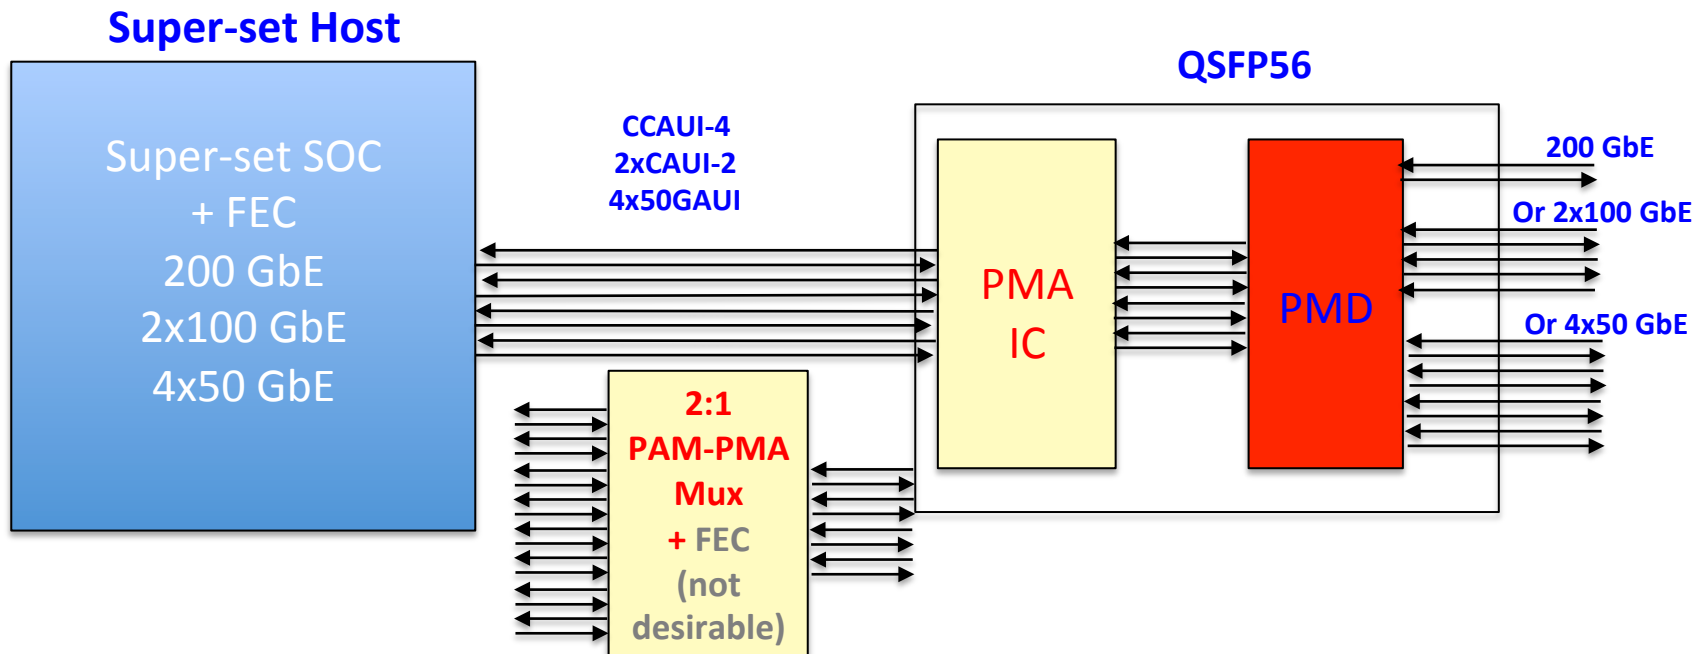 Super-set Host
Super-set SOC
+ FEC
200 GbE
2x100 GbE
4x50 GbE
CCAUI-4
2xCAUI-2
4x50GAUI
QSFP56
PMA
IC
PMD
200 GbE
Or 2x100 GbE
Or 4x50 GbE
2:1
PAM-PMA
Mux
+ FEC
(not
desirable)